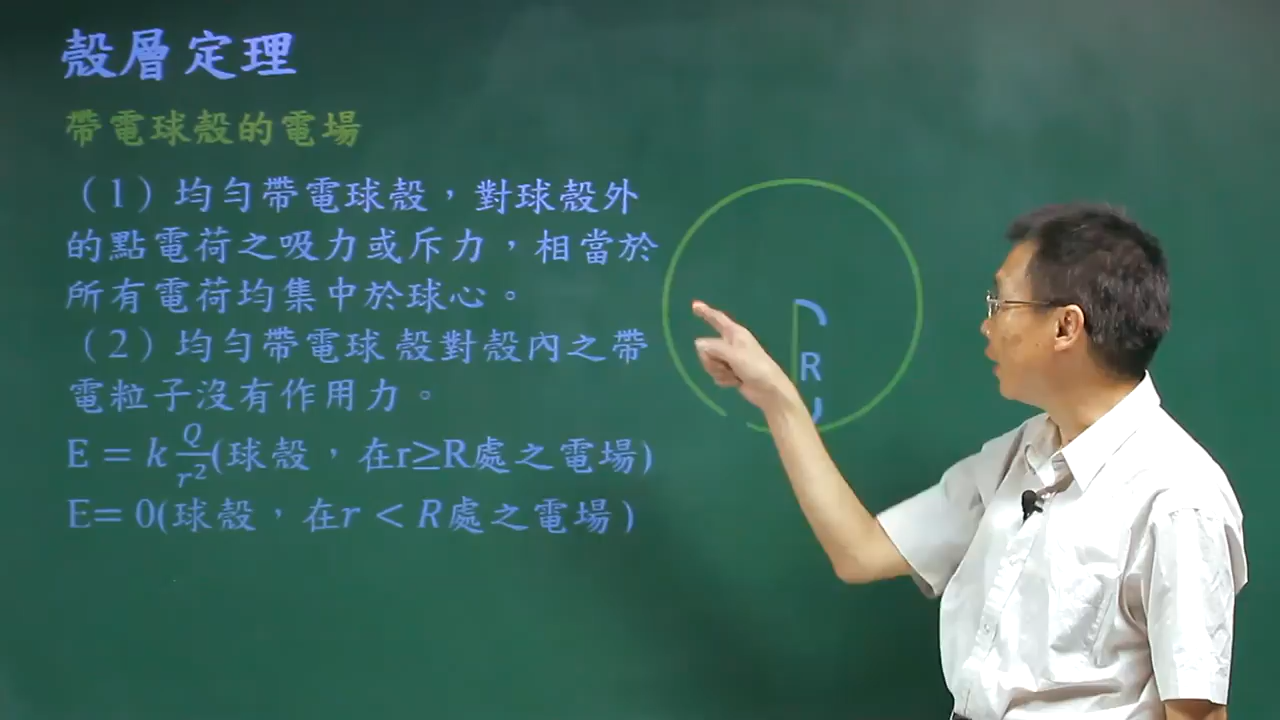 殼層定理
帶電球殼的電場
（1）均勻帶電球殼，對球殼外
的點電荷之吸力或斥力，相當於
所有電荷均集中於球心。
（2）均勻帶電球殼對殼內之帶
電粒子沒有作用力。
E = k Q/r² (球殼，在r≥R處之電場)
E= 0(球殼，在r < R處之電場)
R